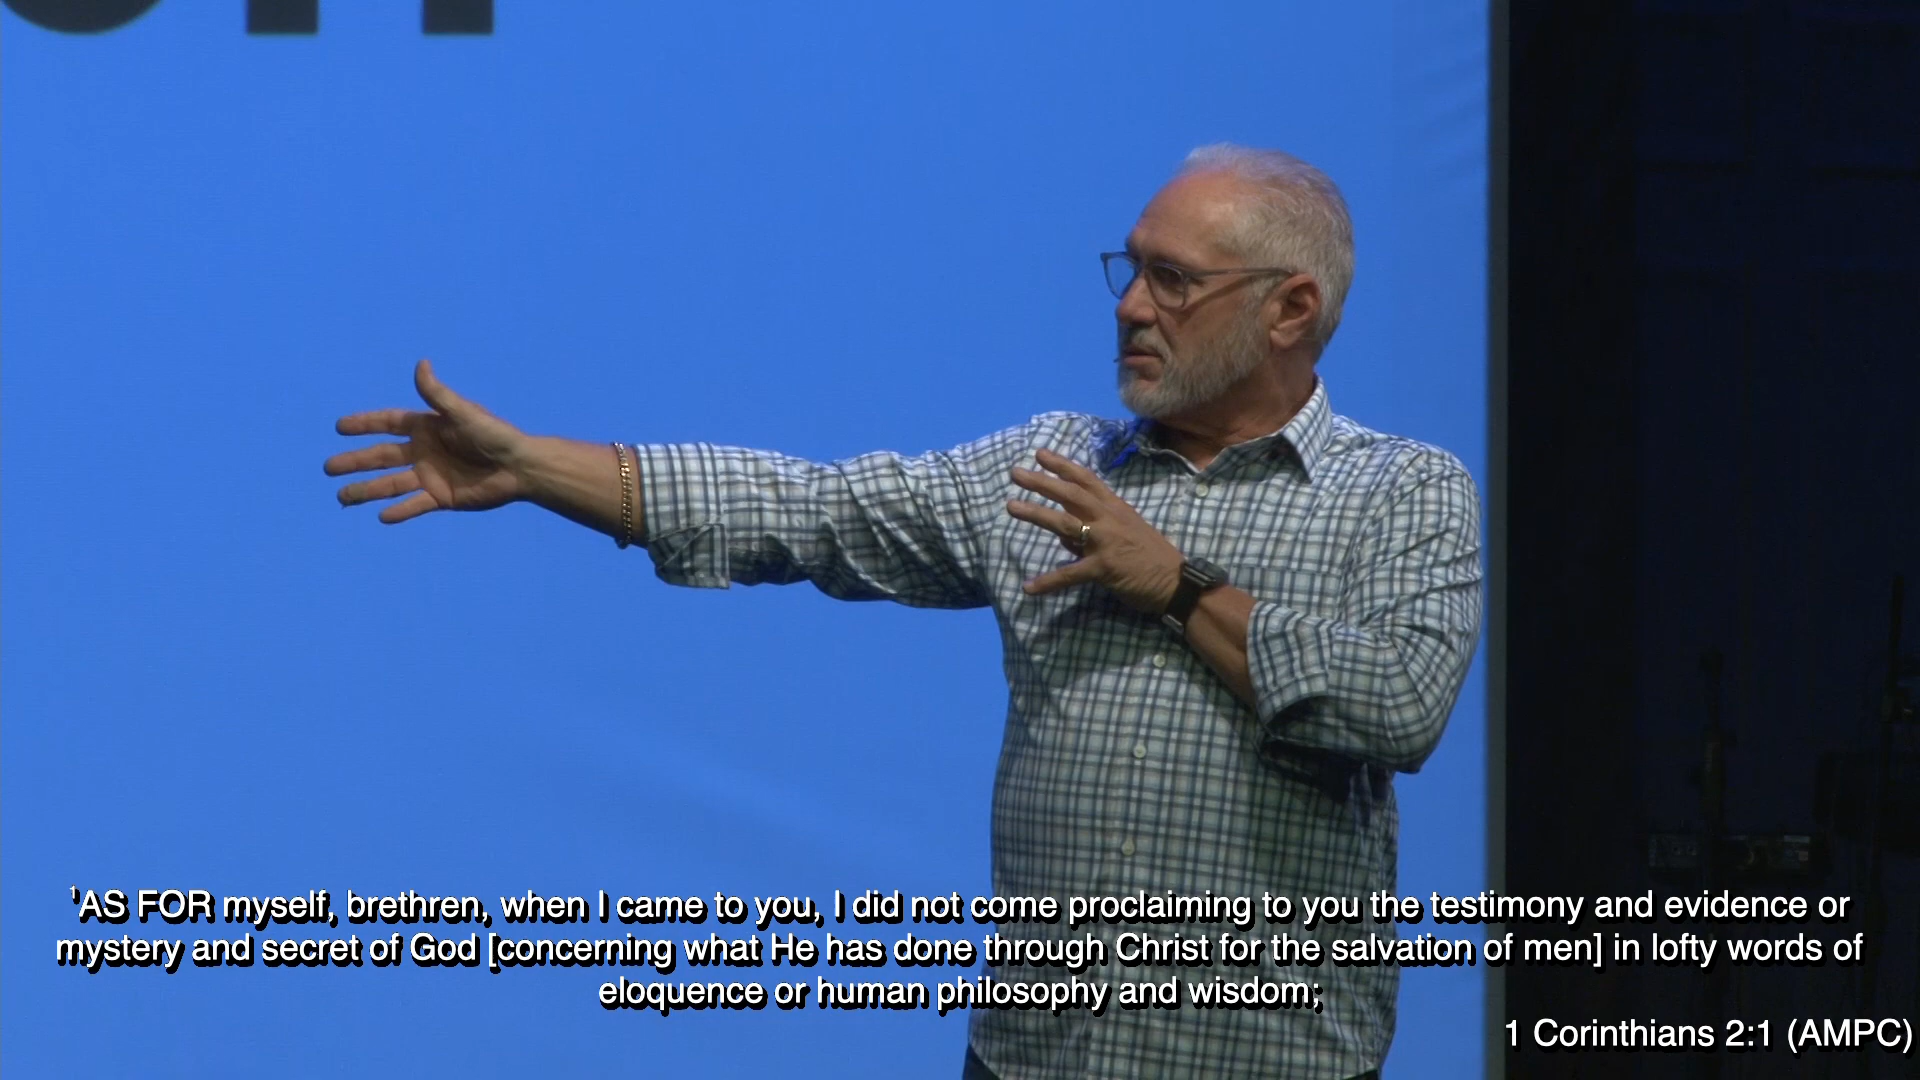 ¹AS FOR myself, brethren, when I came to you, I did not come proclaiming to you the testimony and evidence or
mystery and secret of God [concerning what He has done through Christ for the salvation of men] in lofty words of
eloquence or human philosophy and wisdom;
1 Corinthians 2:1 (AMPC)